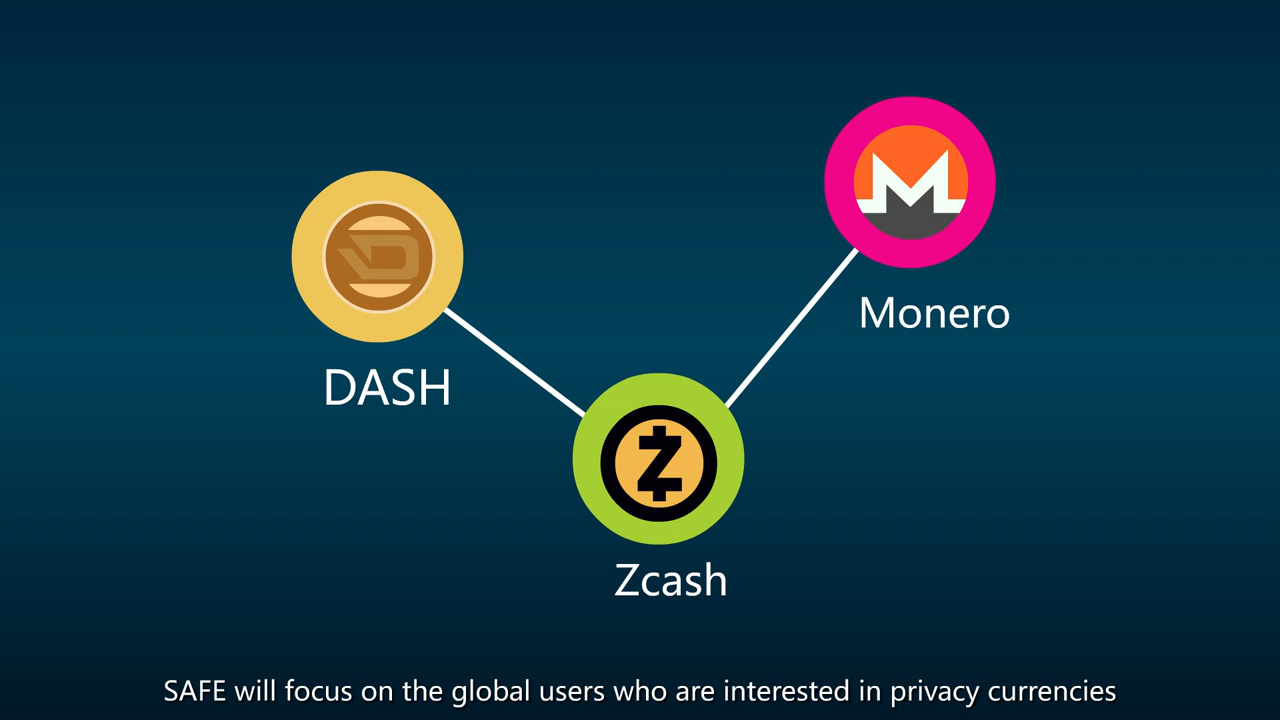 Monero
DASH
Zcash
SAFE will focus on the global users who are interested in privacy currencies